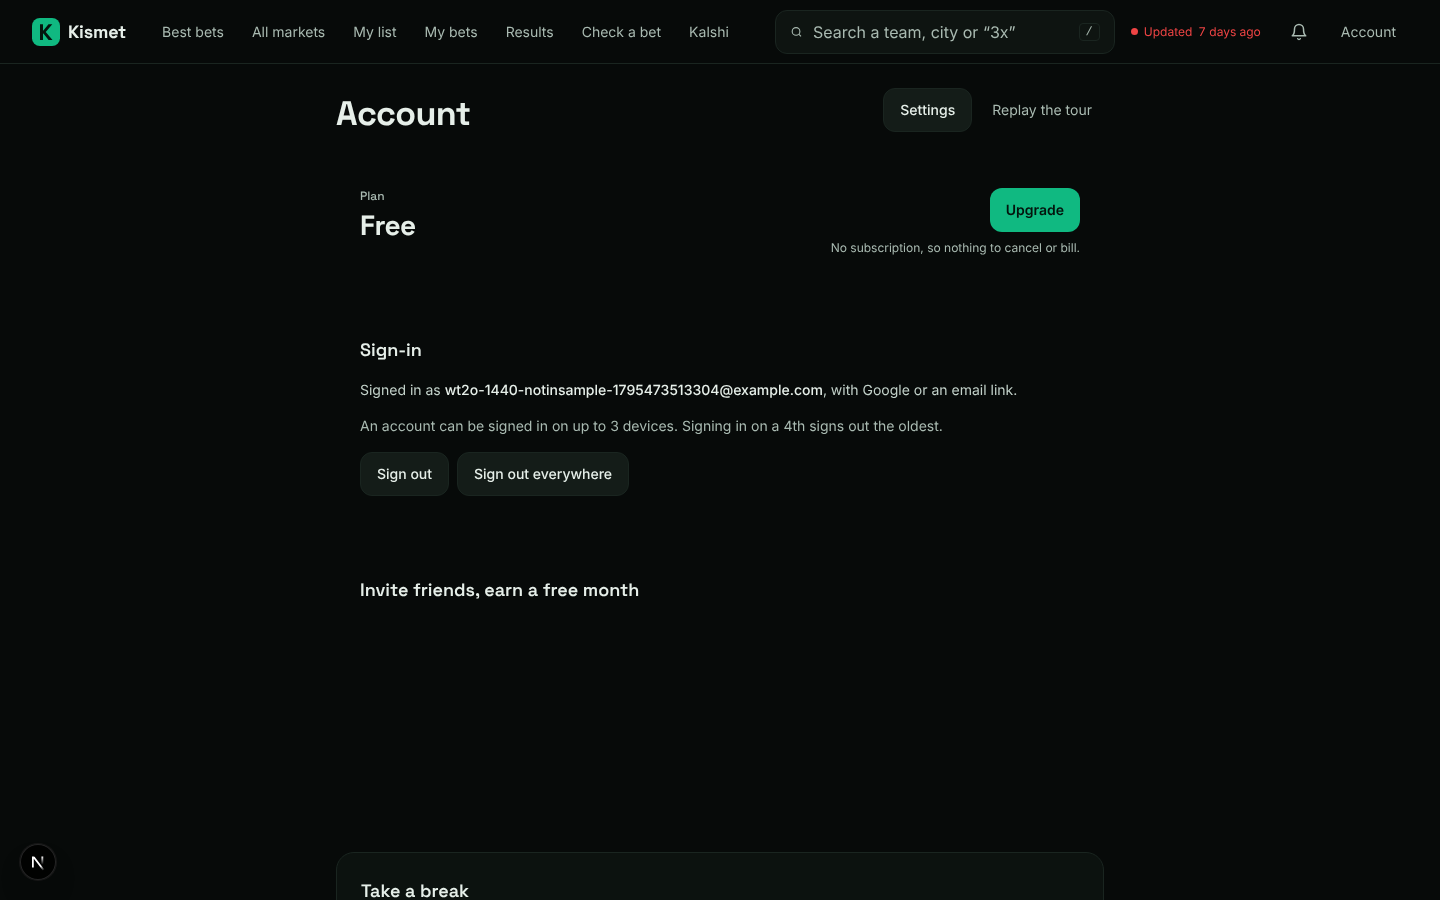 K Kismet Best bets All markets My list My bets Results Check a bet Kalshi Search a team, city or “3x” / Updated 7 days ago Account
Account Settings Replay the tour
Plan
Free
Upgrade
No subscription, so nothing to cancel or bill.
Sign-in
Signed in as wt2o-1440-notinsample-1795473513304@example.com, with Google or an email link.
An account can be signed in on up to 3 devices. Signing in on a 4th signs out the oldest.
Sign out Sign out everywhere
Invite friends, earn a free month
N
Take a break